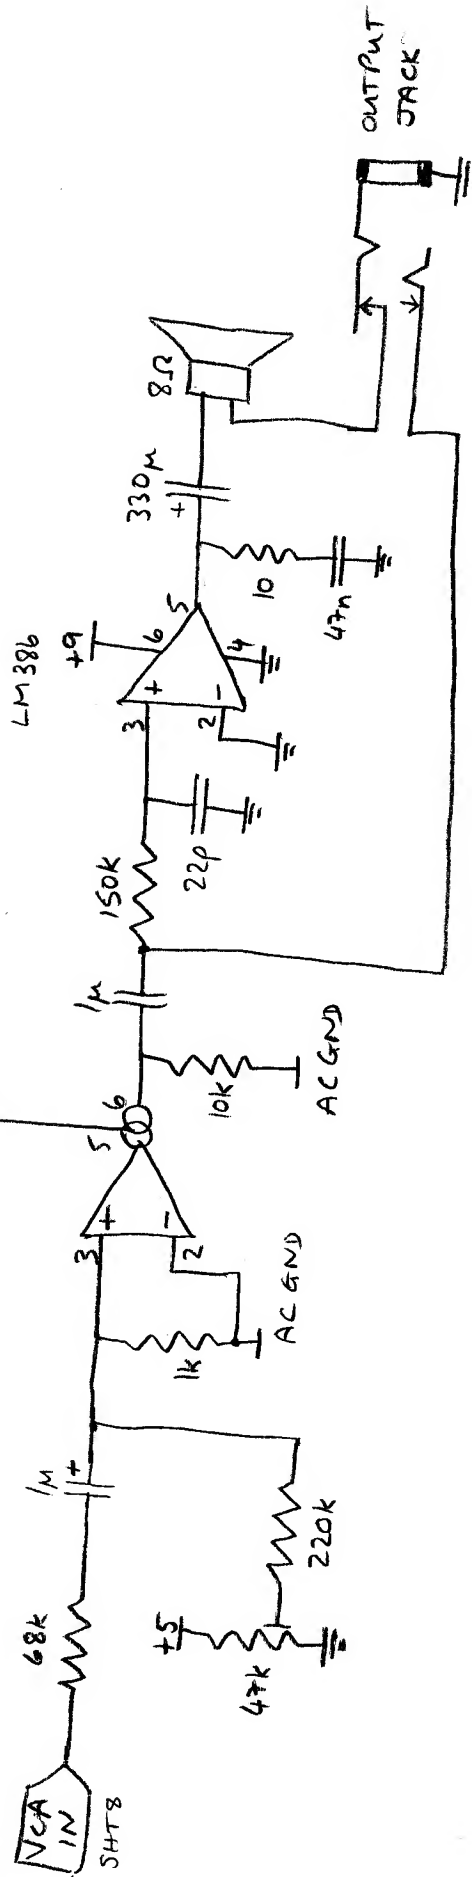 VCA
IN
SHT8
68k
1µ
+
+5
47k
220k
1k
AC GND
3
2
+
−
5
6
10k
AC GND
1µ
150k
22p
LM386
+9
3
2
+
−
6
5
4
10
47n
330µ
+
8Ω
OUTPUT
JACK